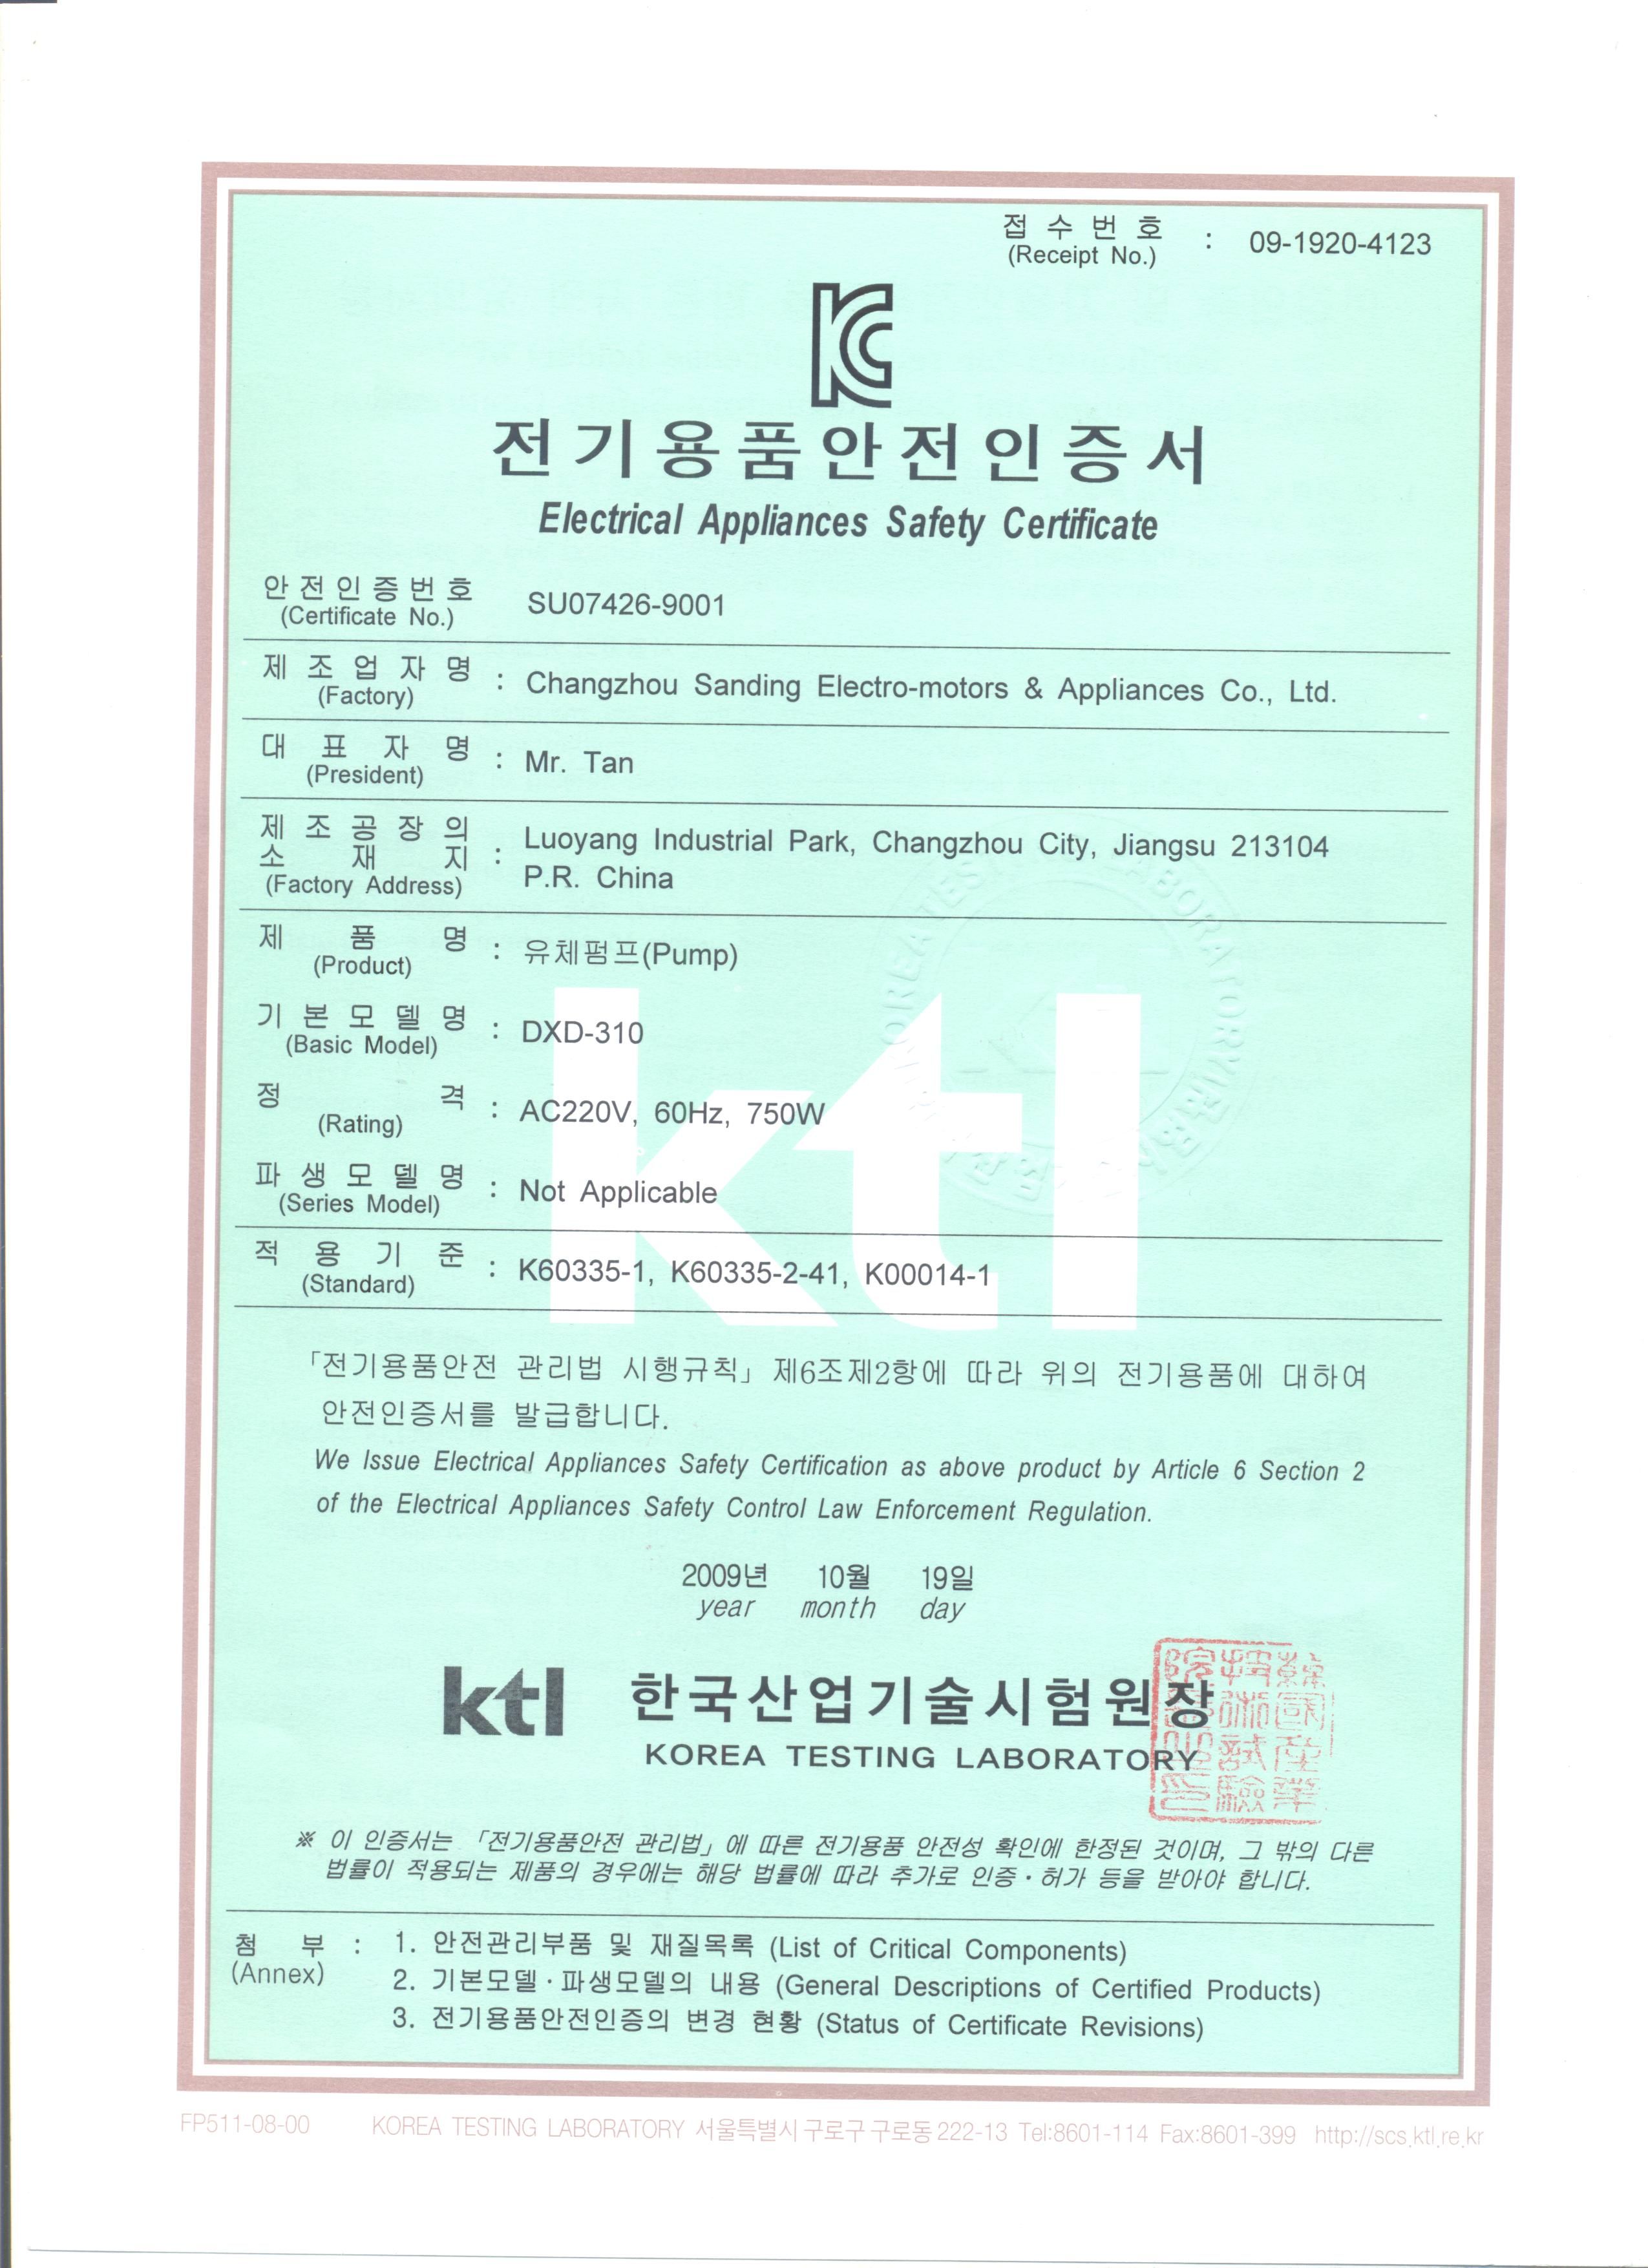 접 수 번 호 : 09-1920-4123
(Receipt No.)
전기용품안전인증서
Electrical Appliances Safety Certificate
안전인증번호 SU07426-9001
(Certificate No.)
제 조 업 자 명 : Changzhou Sanding Electro-motors & Appliances Co., Ltd.
(Factory)
대 표 자 명 : Mr. Tan
(President)
제 조 공 장 의 : Luoyang Industrial Park, Changzhou City, Jiangsu 213104
소 재 지 P.R. China
(Factory Address)
제 품 명 : 유체펌프(Pump)
(Product)
기 본 모 델 명 : DXD-310
(Basic Model)
정 격 : AC220V, 60Hz, 750W
(Rating)
파 생 모 델 명 : Not Applicable
(Series Model)
적 용 기 준 : K60335-1, K60335-2-41, K00014-1
(Standard)
ktl
「전기용품안전 관리법 시행규칙」 제6조제2항에 따라 위의 전기용품에 대하여
안전인증서를 발급합니다.
We Issue Electrical Appliances Safety Certification as above product by Article 6 Section 2
of the Electrical Appliances Safety Control Law Enforcement Regulation.
2009년 10월 19일
year month day
ktl 한국산업기술시험원장
KOREA TESTING LABORATORY
※ 이 인증서는 「전기용품안전 관리법」에 따른 전기용품 안전성 확인에 한정된 것이며, 그 밖의 다른
법률이 적용되는 제품의 경우에는 해당 법률에 따라 추가로 인증·허가 등을 받아야 합니다.
첨 부 : 1. 안전관리부품 및 재질목록 (List of Critical Components)
(Annex)
2. 기본모델·파생모델의 내용 (General Descriptions of Certified Products)
3. 전기용품안전인증의 변경 현황 (Status of Certificate Revisions)
FP511-08-00 KOREA TESTING LABORATORY 서울특별시 구로구 구로동 222-13 Tel:8601-114 Fax:8601-399 http://scs.ktl.re.kr